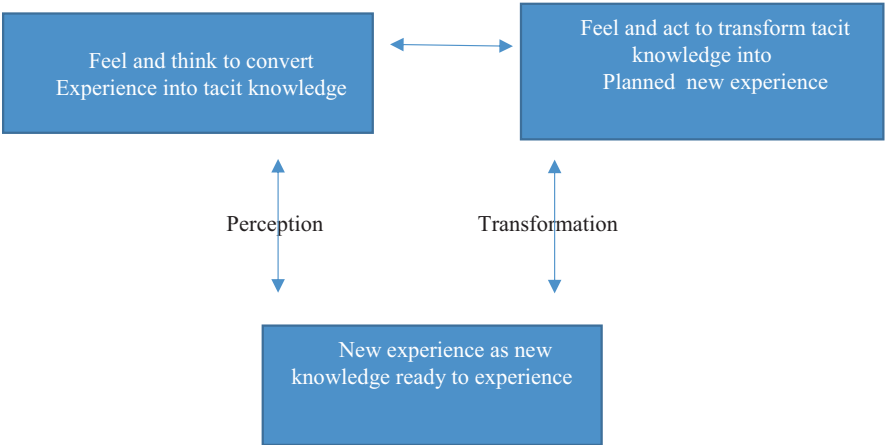 Feel and think to convert
Experience into tacit knowledge
Feel and act to transform tacit
knowledge into
Planned new experience
Perception
Transformation
New experience as new
knowledge ready to experience